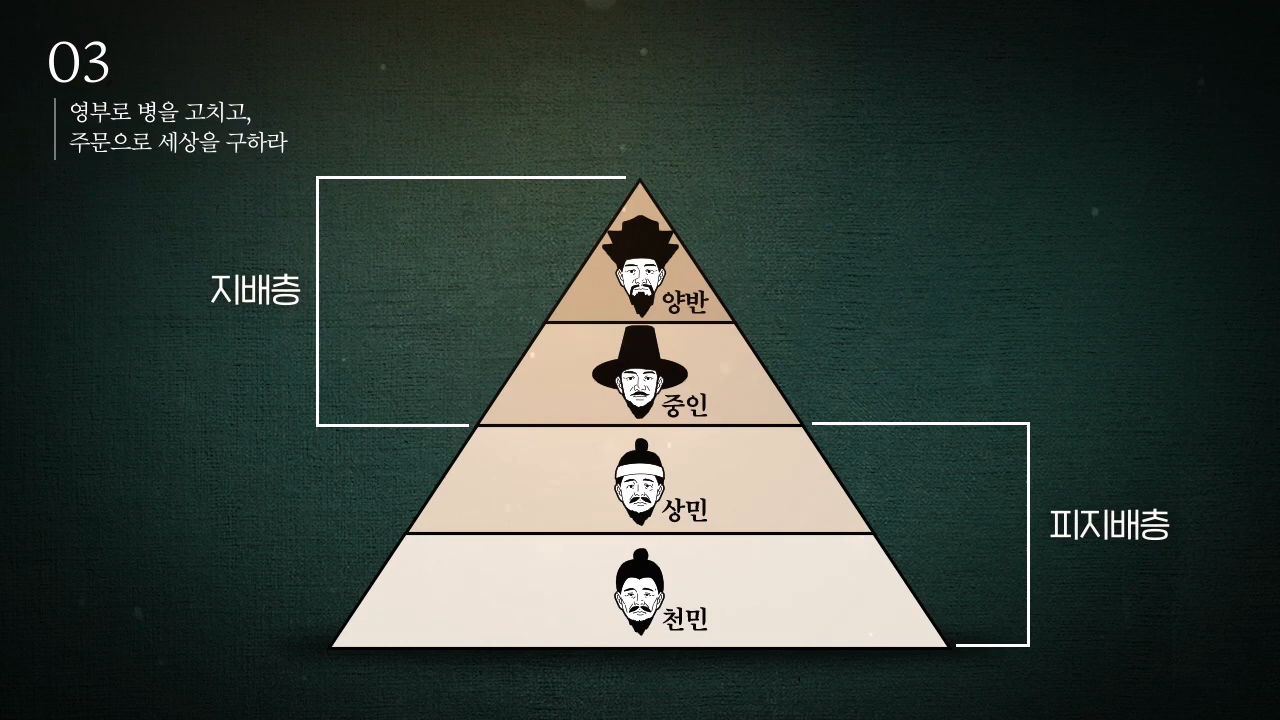 03
영부로 병을 고치고,
주문으로 세상을 구하라
지배층
양반
중인
상민
피지배층
천민